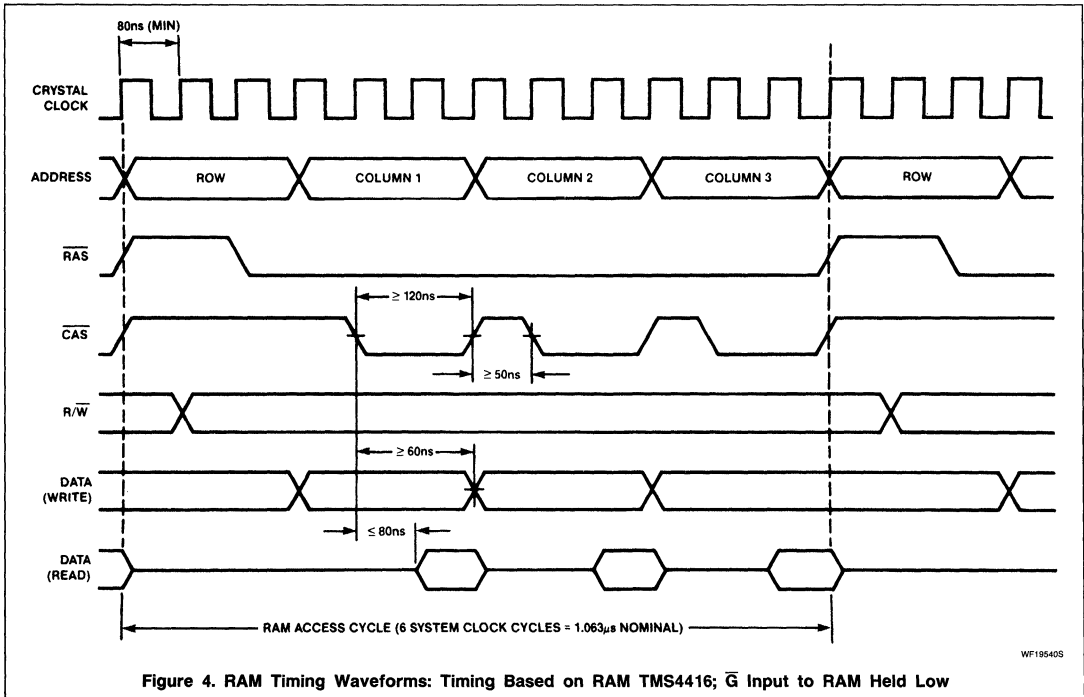 80ns (MIN)
CRYSTAL
CLOCK
ADDRESS
ROW
COLUMN 1
COLUMN 2
COLUMN 3
ROW
RAS
≥ 120ns
CAS
≥ 50ns
R/W
≥ 60ns
DATA
(WRITE)
≤ 80ns
DATA
(READ)
RAM ACCESS CYCLE (6 SYSTEM CLOCK CYCLES = 1.063μs NOMINAL)
WF19540S
Figure 4. RAM Timing Waveforms: Timing Based on RAM TMS4416; G̅ Input to RAM Held Low